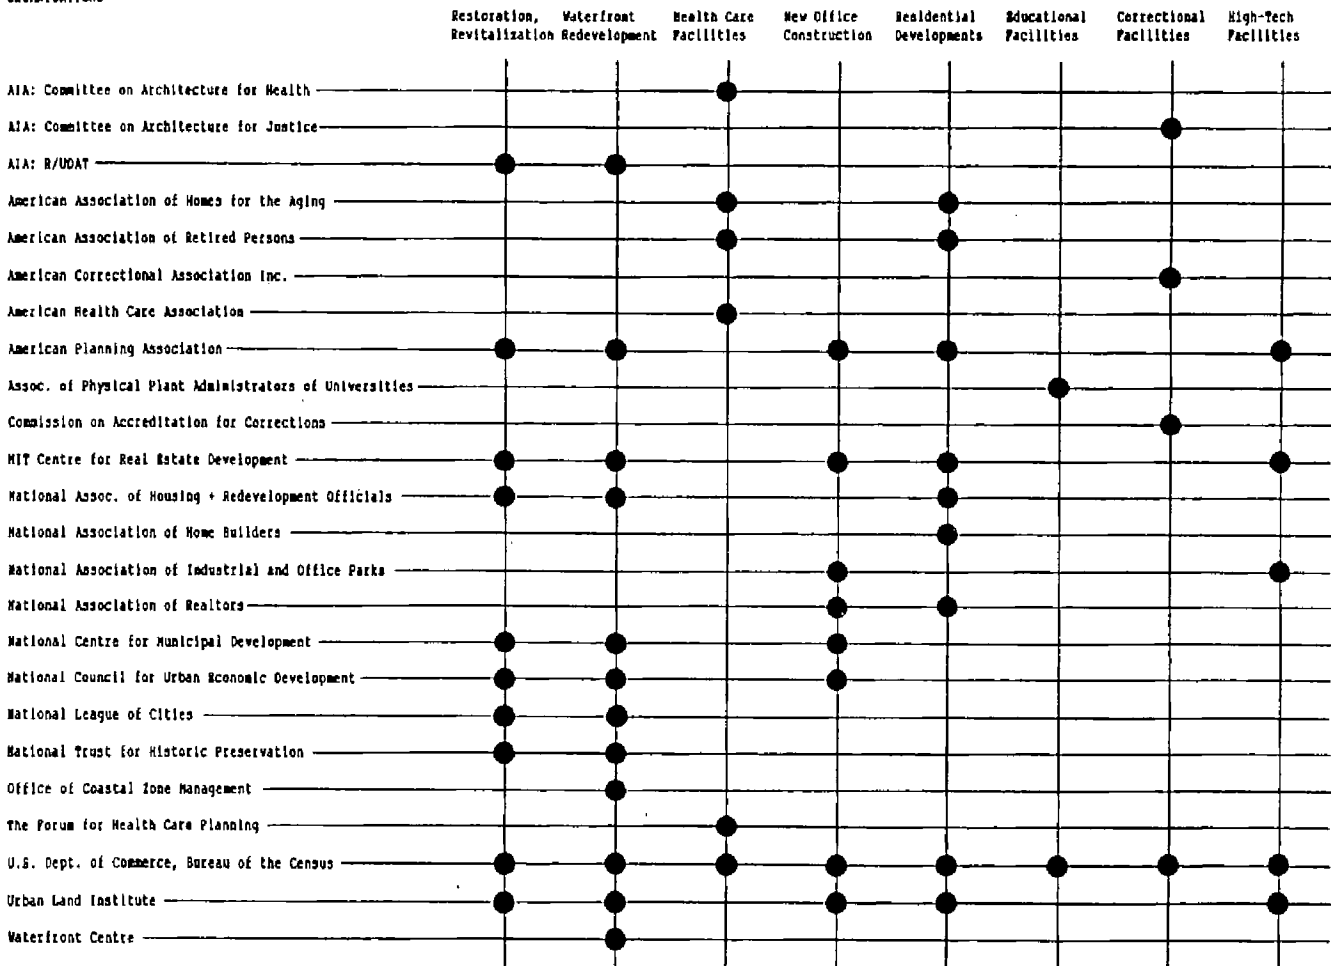 Restoration, Waterfront Health Care New Office Residential Educational Correctional High-Tech
Revitalization Redevelopment Facilities Construction Developments Facilities Facilities Facilities
AIA: Committee on Architecture for Health
AIA: Committee on Architecture for Justice
AIA: R/UDAT
American Association of Homes for the Aging
American Association of Retired Persons
American Correctional Association Inc.
American Health Care Association
American Planning Association
Assoc. of Physical Plant Administrators of Universities
Commission on Accreditation for Corrections
MIT Centre for Real Estate Development
National Assoc. of Housing + Redevelopment Officials
National Association of Home Builders
National Association of Industrial and Office Parks
National Association of Realtors
National Centre for Municipal Development
National Council for Urban Economic Development
National League of Cities
National Trust for Historic Preservation
Office of Coastal Zone Management
The Forum for Health Care Planning
U.S. Dept. of Commerce, Bureau of the Census
Urban Land Institute
Waterfront Centre